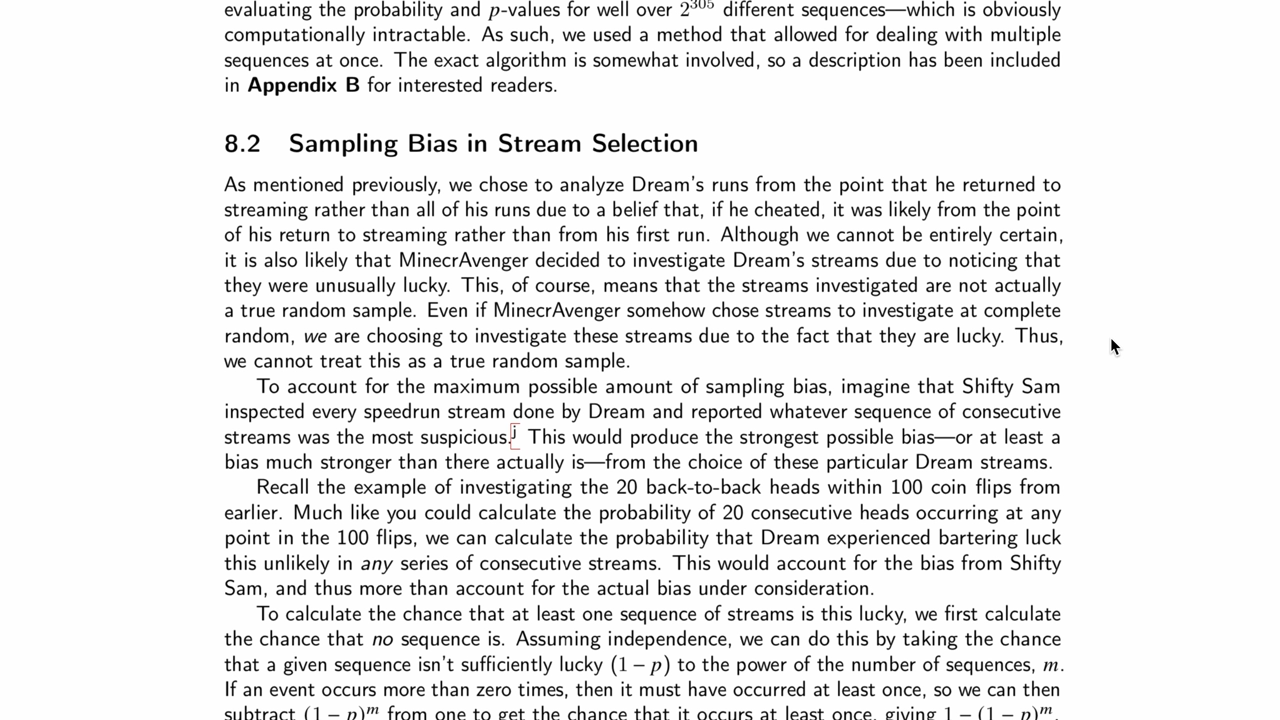 evaluating the probability and p-values for well over 2^305 different sequences—which is obviously
computationally intractable. As such, we used a method that allowed for dealing with multiple
sequences at once. The exact algorithm is somewhat involved, so a description has been included
in Appendix B for interested readers.
8.2 Sampling Bias in Stream Selection
As mentioned previously, we chose to analyze Dream's runs from the point that he returned to
streaming rather than all of his runs due to a belief that, if he cheated, it was likely from the point
of his return to streaming rather than from his first run. Although we cannot be entirely certain,
it is also likely that MinecrAvenger decided to investigate Dream's streams due to noticing that
they were unusually lucky. This, of course, means that the streams investigated are not actually
a true random sample. Even if MinecrAvenger somehow chose streams to investigate at complete
random, we are choosing to investigate these streams due to the fact that they are lucky. Thus,
we cannot treat this as a true random sample.
To account for the maximum possible amount of sampling bias, imagine that Shifty Sam
inspected every speedrun stream done by Dream and reported whatever sequence of consecutive
streams was the most suspicious.j This would produce the strongest possible bias—or at least a
bias much stronger than there actually is—from the choice of these particular Dream streams.
Recall the example of investigating the 20 back-to-back heads within 100 coin flips from
earlier. Much like you could calculate the probability of 20 consecutive heads occurring at any
point in the 100 flips, we can calculate the probability that Dream experienced bartering luck
this unlikely in any series of consecutive streams. This would account for the bias from Shifty
Sam, and thus more than account for the actual bias under consideration.
To calculate the chance that at least one sequence of streams is this lucky, we first calculate
the chance that no sequence is. Assuming independence, we can do this by taking the chance
that a given sequence isn't sufficiently lucky (1 − p) to the power of the number of sequences, m.
If an event occurs more than zero times, then it must have occurred at least once, so we can then
subtract (1 − p)^m from one to get the chance that it occurs at least once, giving 1 − (1 − p)^m.